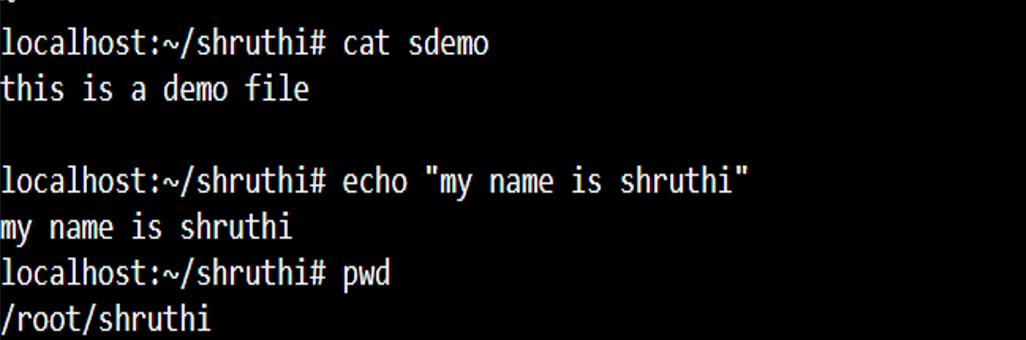 localhost:~/shruthi# cat sdemo
this is a demo file
localhost:~/shruthi# echo "my name is shruthi"
my name is shruthi
localhost:~/shruthi# pwd
/root/shruthi